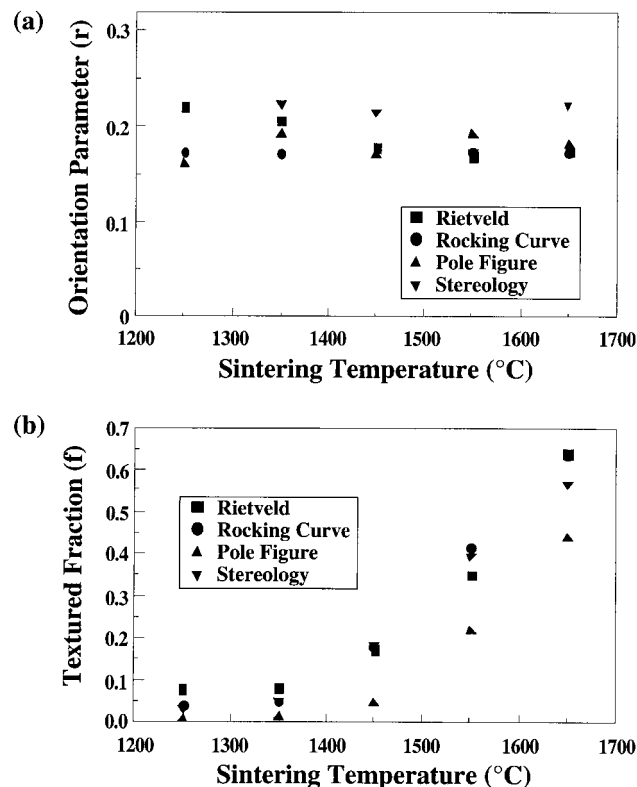 (a)
Orientation Parameter (r)
0.3
0.2
0.1
0
Rietveld
Rocking Curve
Pole Figure
Stereology
1200 1300 1400 1500 1600 1700
Sintering Temperature (°C)
(b)
Textured Fraction (f)
0.7
0.6
0.5
0.4
0.3
0.2
0.1
0.0
Rietveld
Rocking Curve
Pole Figure
Stereology
1200 1300 1400 1500 1600 1700
Sintering Temperature (°C)